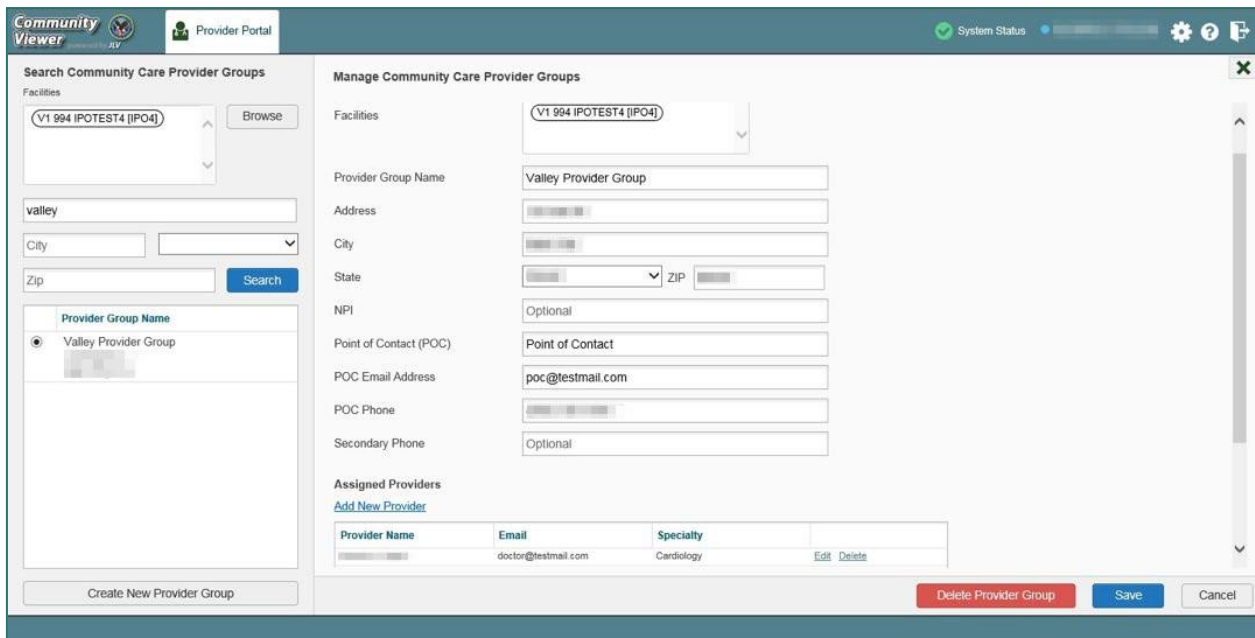 Community
Viewer powered by JLV
Provider Portal
System Status
Search Community Care Provider Groups
Facilities
V1 994 IPOTEST4 [IPO4]
Browse
valley
City
Zip
Search
Provider Group Name
Valley Provider Group
Create New Provider Group
Manage Community Care Provider Groups
Facilities
V1 994 IPOTEST4 [IPO4]
Provider Group Name
Valley Provider Group
Address
City
State
ZIP
NPI
Optional
Point of Contact (POC)
Point of Contact
POC Email Address
poc@testmail.com
POC Phone
Secondary Phone
Optional
Assigned Providers
Add New Provider
Provider Name Email Specialty
doctor@testmail.com Cardiology Edit Delete
Delete Provider Group
Save
Cancel